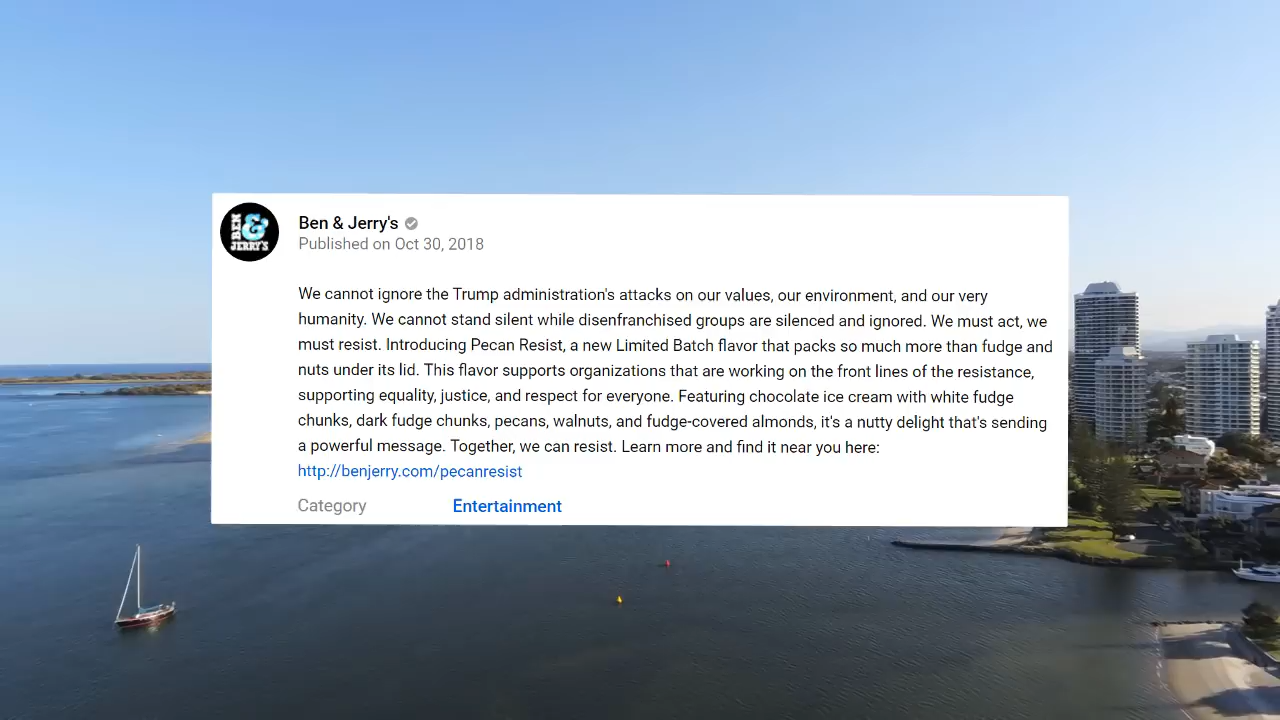 BEN & JERRY'S
Ben & Jerry's
Published on Oct 30, 2018
We cannot ignore the Trump administration's attacks on our values, our environment, and our very
humanity. We cannot stand silent while disenfranchised groups are silenced and ignored. We must act, we
must resist. Introducing Pecan Resist, a new Limited Batch flavor that packs so much more than fudge and
nuts under its lid. This flavor supports organizations that are working on the front lines of the resistance,
supporting equality, justice, and respect for everyone. Featuring chocolate ice cream with white fudge
chunks, dark fudge chunks, pecans, walnuts, and fudge-covered almonds, it's a nutty delight that's sending
a powerful message. Together, we can resist. Learn more and find it near you here:
http://benjerry.com/pecanresist
Category Entertainment